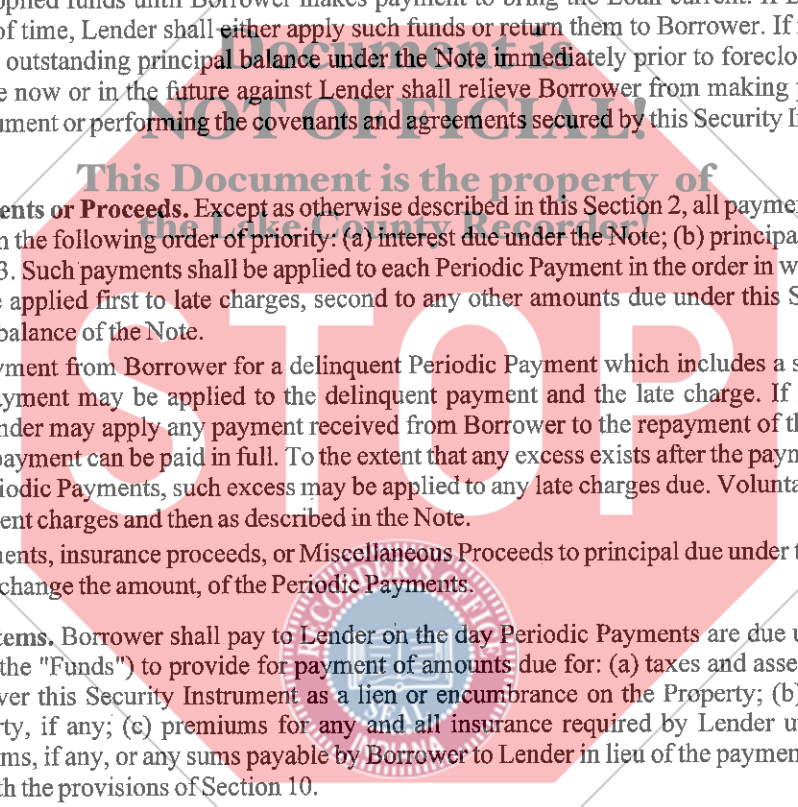 applied funds until Borrower makes payment to bring the Loan current. If
of time, Lender shall either apply such funds or return them to Borrower. If
Document is
outstanding principal balance under the Note immediately prior to foreclo
e now or in the future against Lender shall relieve Borrower from making
NOT OFFICIAL!
ument or performing the covenants and agreements secured by this Security I
This Document is the property of
ents or Proceeds. Except as otherwise described in this Section 2, all payme
the Lake County Recorder!
n the following order of priority: (a) interest due under the Note; (b) principa
3. Such payments shall be applied to each Periodic Payment in the order in w
e applied first to late charges, second to any other amounts due under this S
balance of the Note.
STOP
yment from Borrower for a delinquent Periodic Payment which includes a s
ayment may be applied to the delinquent payment and the late charge. If
nder may apply any payment received from Borrower to the repayment of th
payment can be paid in full. To the extent that any excess exists after the paym
iodic Payments, such excess may be applied to any late charges due. Volunta
ent charges and then as described in the Note.
nents, insurance proceeds, or Miscellaneous Proceeds to principal due under t
change the amount, of the Periodic Payments.
RECORDER'S OFFICE
SEAL
INDIANA
tems. Borrower shall pay to Lender on the day Periodic Payments are due u
the "Funds") to provide for payment of amounts due for: (a) taxes and asse
ver this Security Instrument as a lien or encumbrance on the Property; (b)
rty, if any; (c) premiums for any and all insurance required by Lender u
ms, if any, or any sums payable by Borrower to Lender in lieu of the paymen
th the provisions of Section 10.